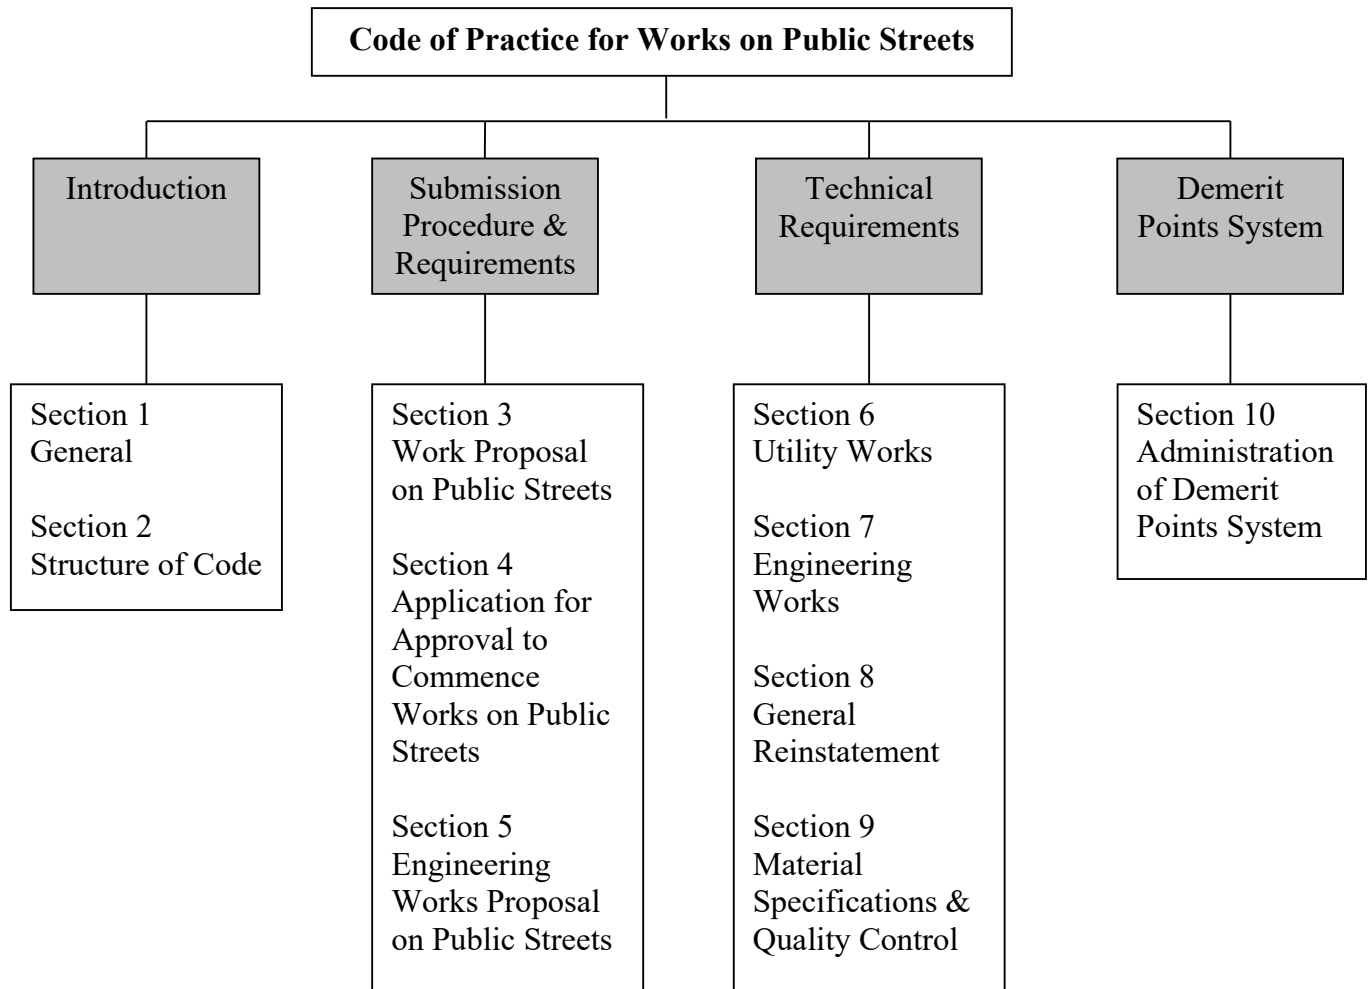 Code of Practice for Works on Public Streets
Introduction
Submission
Procedure &
Requirements
Technical
Requirements
Demerit
Points System
Section 1
General
Section 2
Structure of Code
Section 3
Work Proposal
on Public Streets
Section 4
Application for
Approval to
Commence
Works on Public
Streets
Section 5
Engineering
Works Proposal
on Public Streets
Section 6
Utility Works
Section 7
Engineering
Works
Section 8
General
Reinstatement
Section 9
Material
Specifications &
Quality Control
Section 10
Administration
of Demerit
Points System